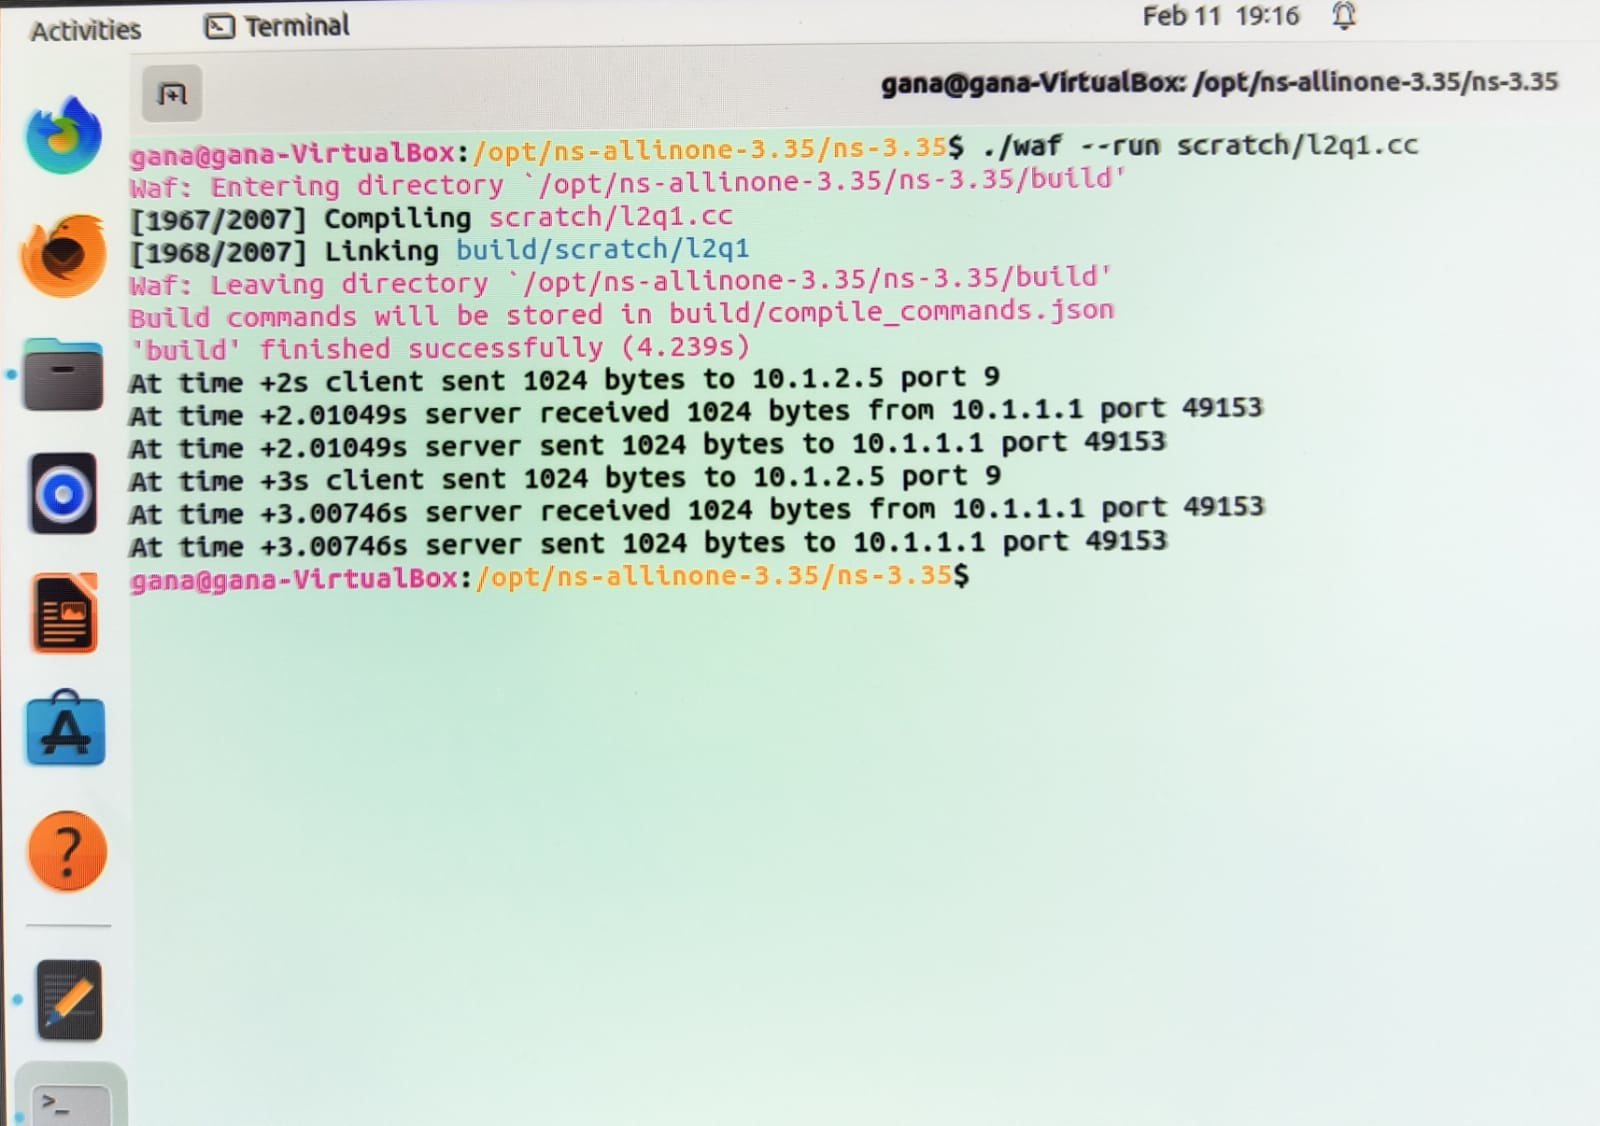 Activities Terminal Feb 11 19:16
gana@gana-VirtualBox: /opt/ns-allinone-3.35/ns-3.35
gana@gana-VirtualBox:/opt/ns-allinone-3.35/ns-3.35$ ./waf --run scratch/l2q1.cc
Waf: Entering directory `/opt/ns-allinone-3.35/ns-3.35/build'
[1967/2007] Compiling scratch/l2q1.cc
[1968/2007] Linking build/scratch/l2q1
Waf: Leaving directory `/opt/ns-allinone-3.35/ns-3.35/build'
Build commands will be stored in build/compile_commands.json
'build' finished successfully (4.239s)
At time +2s client sent 1024 bytes to 10.1.2.5 port 9
At time +2.01049s server received 1024 bytes from 10.1.1.1 port 49153
At time +2.01049s server sent 1024 bytes to 10.1.1.1 port 49153
At time +3s client sent 1024 bytes to 10.1.2.5 port 9
At time +3.00746s server received 1024 bytes from 10.1.1.1 port 49153
At time +3.00746s server sent 1024 bytes to 10.1.1.1 port 49153
gana@gana-VirtualBox:/opt/ns-allinone-3.35/ns-3.35$